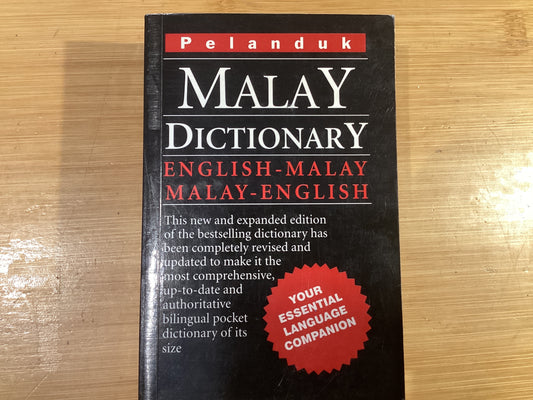 Pelanduk
MALAY
DICTIONARY
ENGLISH-MALAY
MALAY-ENGLISH
This new and expanded edition
of the bestselling dictionary has
been completely revised and
updated to make it the
most comprehensive,
up-to-date and
authoritative
bilingual pocket
dictionary of its
size
YOUR
ESSENTIAL
LANGUAGE
COMPANION